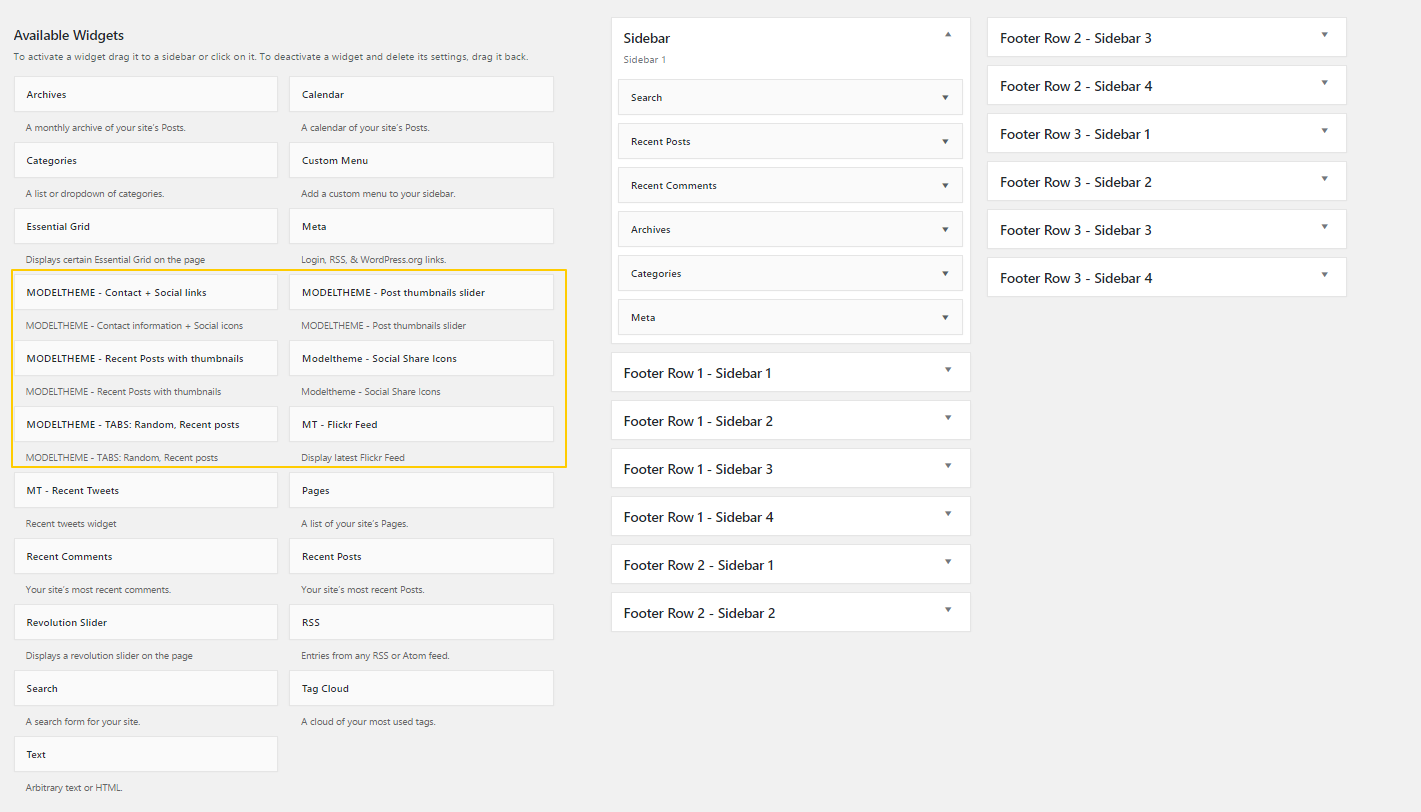 Available Widgets
To activate a widget drag it to a sidebar or click on it. To deactivate a widget and delete its settings, drag it back.
Archives
A monthly archive of your site's Posts.
Calendar
A calendar of your site's Posts.
Categories
A list or dropdown of categories.
Custom Menu
Add a custom menu to your sidebar.
Essential Grid
Displays certain Essential Grid on the page
Meta
Login, RSS, & WordPress.org links.
MODELTHEME - Contact + Social links
MODELTHEME - Contact information + Social icons
MODELTHEME - Post thumbnails slider
MODELTHEME - Post thumbnails slider
MODELTHEME - Recent Posts with thumbnails
MODELTHEME - Recent Posts with thumbnails
Modeltheme - Social Share Icons
Modeltheme - Social Share Icons
MODELTHEME - TABS: Random, Recent posts
MODELTHEME - TABS: Random, Recent posts
MT - Flickr Feed
Display latest Flickr Feed
MT - Recent Tweets
Recent tweets widget
Pages
A list of your site's Pages.
Recent Comments
Your site's most recent comments.
Recent Posts
Your site's most recent Posts.
Revolution Slider
Displays a revolution slider on the page
RSS
Entries from any RSS or Atom feed.
Search
A search form for your site.
Tag Cloud
A cloud of your most used tags.
Text
Arbitrary text or HTML.
Sidebar
Sidebar 1
Search
Recent Posts
Recent Comments
Archives
Categories
Meta
Footer Row 1 - Sidebar 1
Footer Row 1 - Sidebar 2
Footer Row 1 - Sidebar 3
Footer Row 1 - Sidebar 4
Footer Row 2 - Sidebar 1
Footer Row 2 - Sidebar 2
Footer Row 2 - Sidebar 3
Footer Row 2 - Sidebar 4
Footer Row 3 - Sidebar 1
Footer Row 3 - Sidebar 2
Footer Row 3 - Sidebar 3
Footer Row 3 - Sidebar 4